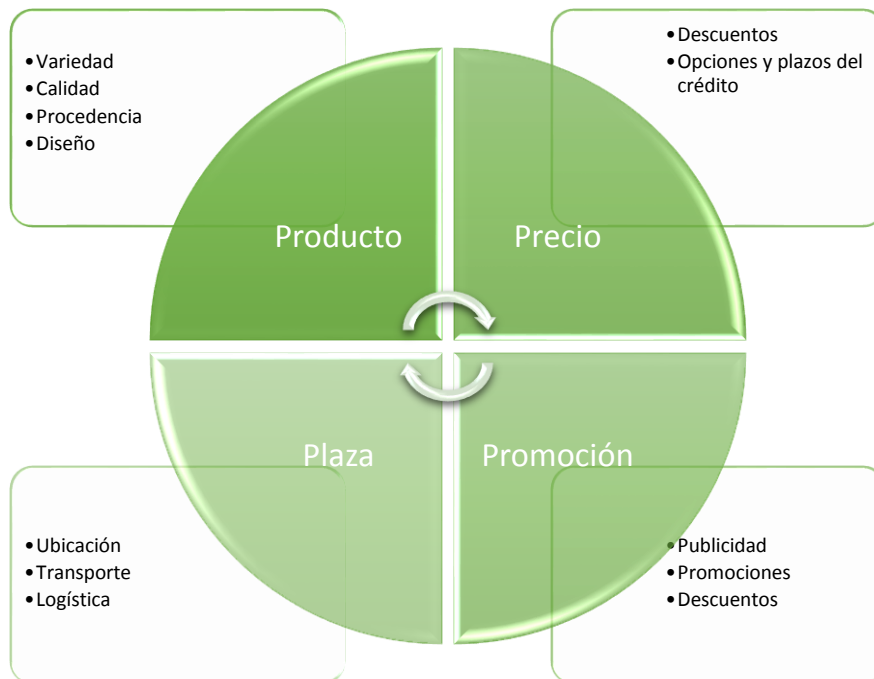 • Variedad
• Calidad
• Procedencia
• Diseño
• Descuentos
• Opciones y plazos del
crédito
Producto
Precio
Plaza
Promoción
• Ubicación
• Transporte
• Logística
• Publicidad
• Promociones
• Descuentos